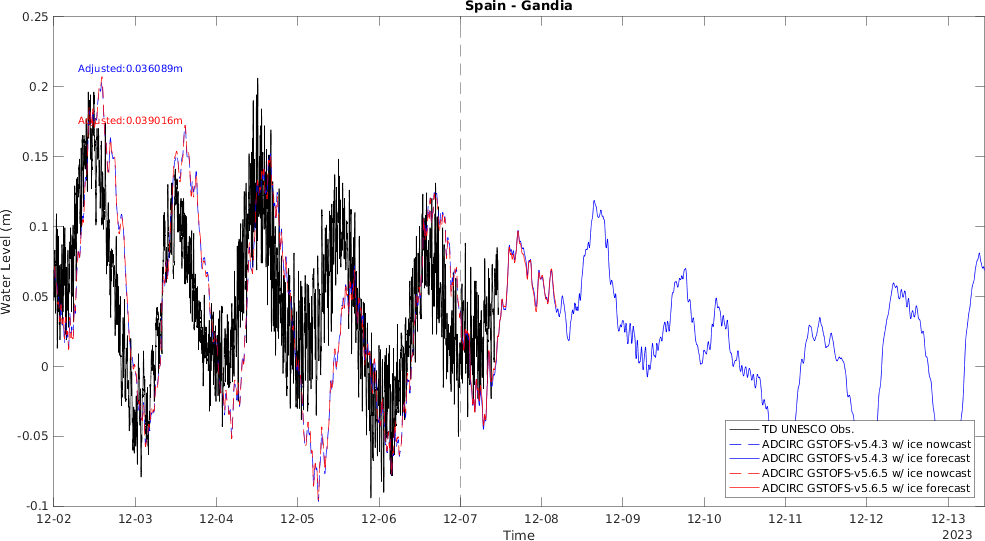 Spain - Gandia
0.25
0.2
0.15
0.1
0.05
0
-0.05
-0.1
Water Level (m)
Adjusted:0.036089m
Adjusted:0.039016m
TD UNESCO Obs.
ADCIRC GSTOFS-v5.4.3 w/ ice nowcast
ADCIRC GSTOFS-v5.4.3 w/ ice forecast
ADCIRC GSTOFS-v5.6.5 w/ ice nowcast
ADCIRC GSTOFS-v5.6.5 w/ ice forecast
12-02 12-03 12-04 12-05 12-06 12-07 12-08 12-09 12-10 12-11 12-12 12-13
Time
2023